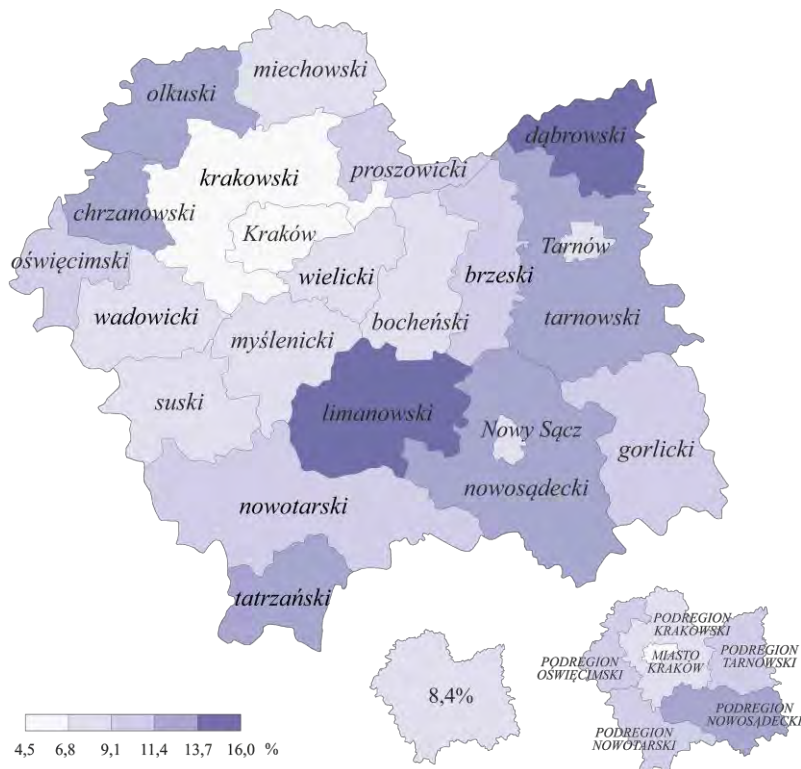 miechowski
olkuski
dąbrowski
krakowski
proszowicki
chrzanowski
Kraków
Tarnów
oświęcimski
wielicki
brzeski
wadowicki
bocheński
tarnowski
myślenicki
suski
limanowski
Nowy Sącz
gorlicki
nowosądecki
nowotarski
tatrzański
PODREGION
KRAKOWSKI
PODREGION
OŚWIĘCIMSKI
MIASTO
KRAKÓW
PODREGION
TARNOWSKI
8,4%
PODREGION
NOWOSĄDECKI
PODREGION
NOWOTARSKI
4,5 6,8 9,1 11,4 13,7 16,0 %